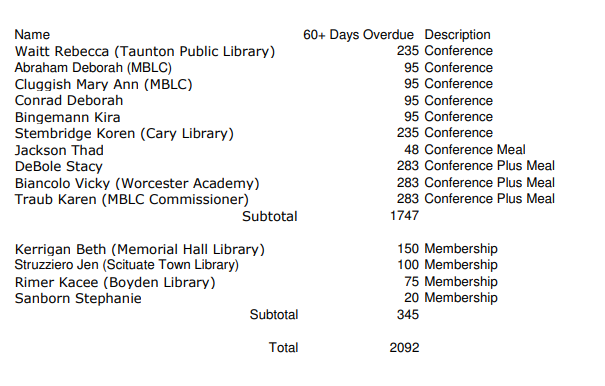 Name 60+ Days Overdue Description
Waitt Rebecca (Taunton Public Library) 235 Conference
Abraham Deborah (MBLC) 95 Conference
Cluggish Mary Ann (MBLC) 95 Conference
Conrad Deborah 95 Conference
Bingemann Kira 95 Conference
Stembridge Koren (Cary Library) 235 Conference
Jackson Thad 48 Conference Meal
DeBole Stacy 283 Conference Plus Meal
Biancolo Vicky (Worcester Academy) 283 Conference Plus Meal
Traub Karen (MBLC Commissioner) 283 Conference Plus Meal
Subtotal 1747
Kerrigan Beth (Memorial Hall Library) 150 Membership
Struzziero Jen (Scituate Town Library) 100 Membership
Rimer Kacee (Boyden Library) 75 Membership
Sanborn Stephanie 20 Membership
Subtotal 345
Total 2092